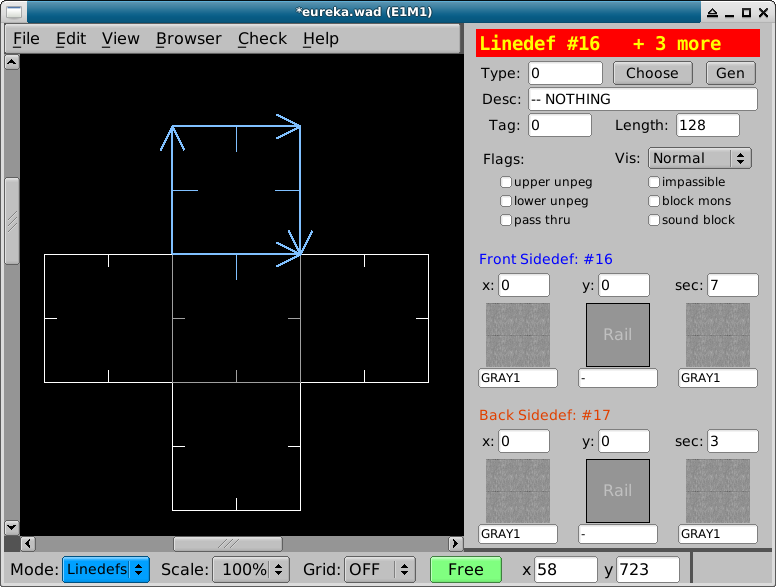 *eureka.wad (E1M1)
File Edit View Browser Check Help
Linedef #16 + 3 more
Type: 0 Choose Gen
Desc: -- NOTHING
Tag: 0 Length: 128
Flags: Vis: Normal
upper unpeg impassible
lower unpeg block mons
pass thru sound block
Front Sidedef: #16
x: 0 y: 0 sec: 7
Rail
GRAY1 - GRAY1
Back Sidedef: #17
x: 0 y: 0 sec: 3
Rail
GRAY1 - GRAY1
Mode: Linedefs Scale: 100% Grid: OFF Free x 58 y 723